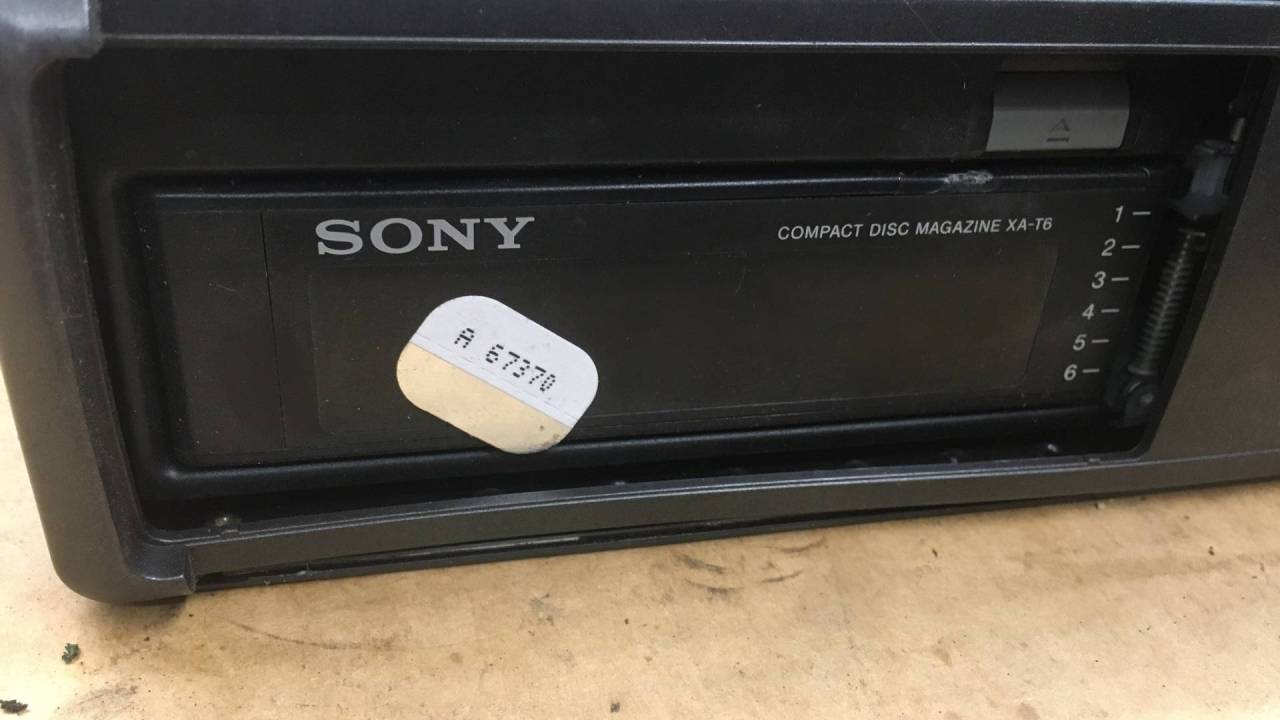 SONY
COMPACT DISC MAGAZINE XA-T6
1
2
3
4
5
6
A 67370